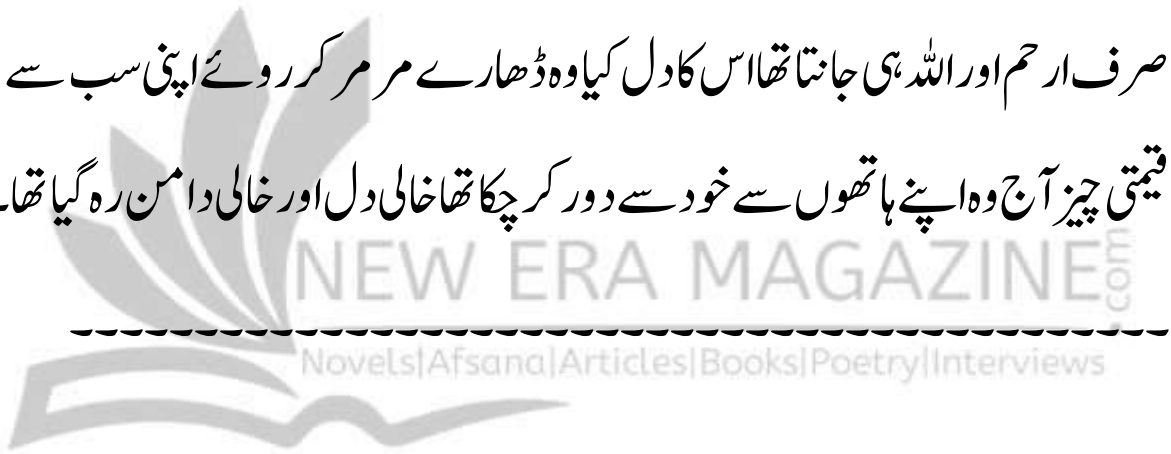 صرف ارحم اور اللہ ہی جانتا تھا اس کا دل کیا وہ ڈھارے مر مر کر روئے اپنی سب سے
قیمتی چیز آج وہ اپنے ہاتھوں سے خود سے دور کر چکا تھا خالی دل اور خالی دامن رہ گیا تھا۔
NEW ERA MAGAZINE.com
۔۔۔۔۔۔۔۔۔۔۔۔۔۔۔۔۔۔۔۔۔۔۔۔۔۔۔۔۔۔۔۔۔۔۔۔۔۔۔۔۔۔۔
Novels|Afsana|Articles|Books|Poetry|Interviews